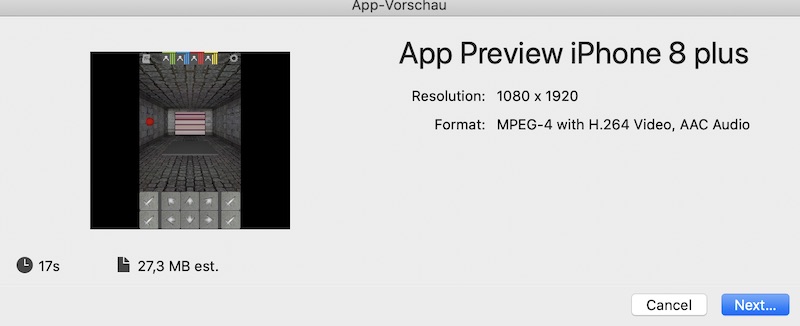 App-Vorschau
App Preview iPhone 8 plus
Resolution: 1080 x 1920
Format: MPEG-4 with H.264 Video, AAC Audio
17s
27,3 MB est.
Cancel
Next...